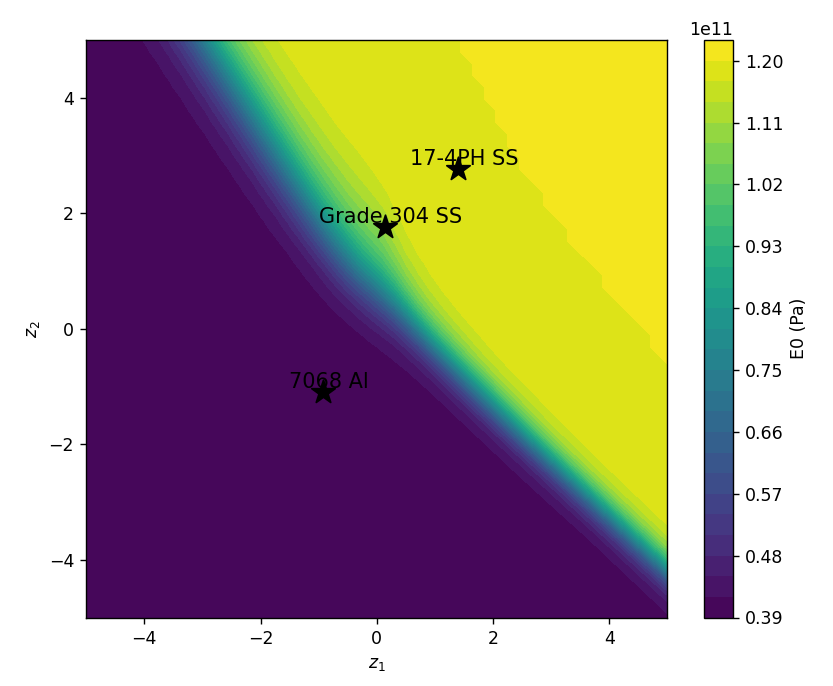 1e11
17-4PH SS
Grade 304 SS
7068 Al
4
2
0
−2
−4
z2
−4
−2
0
2
4
z1
1.20
1.11
1.02
0.93
0.84
0.75
0.66
0.57
0.48
0.39
E0 (Pa)